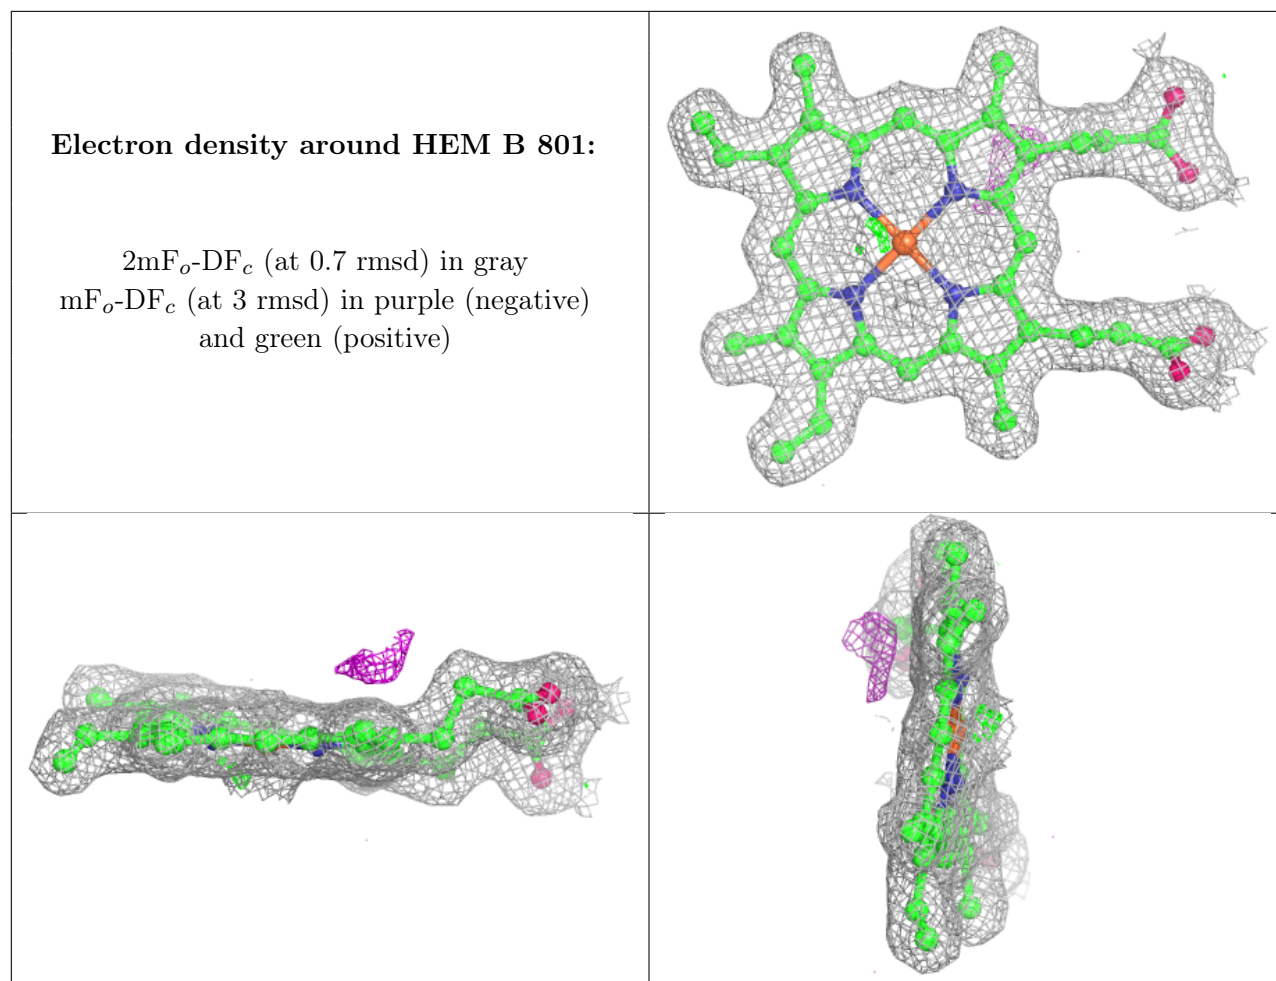 Electron density around HEM B 801:
2mFₒ-DF𝑐 (at 0.7 rmsd) in gray
mFₒ-DF𝑐 (at 3 rmsd) in purple (negative)
and green (positive)